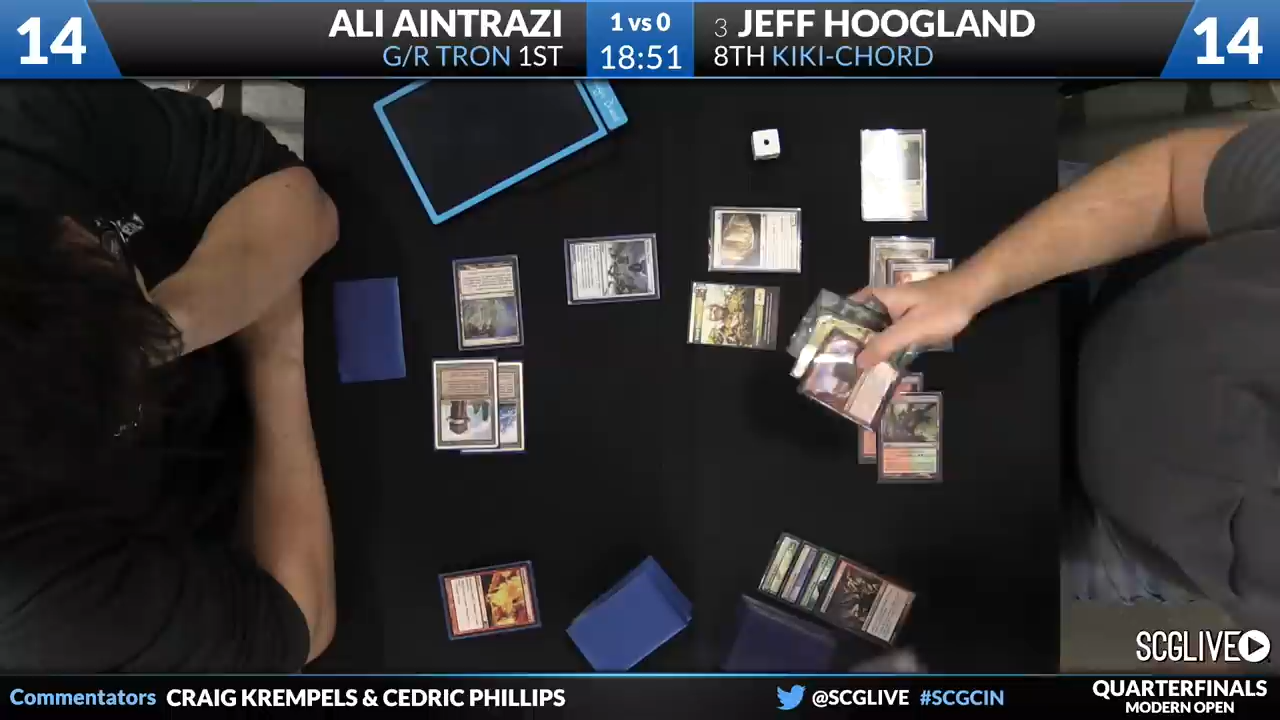 14
ALI AINTRAZI
G/R TRON 1ST
1 vs 0
18:51
3 JEFF HOOGLAND
8TH KIKI-CHORD
14
SCGLIVE
Commentators CRAIG KREMPELS & CEDRIC PHILLIPS
@SCGLIVE #SCGCIN
QUARTERFINALS
MODERN OPEN